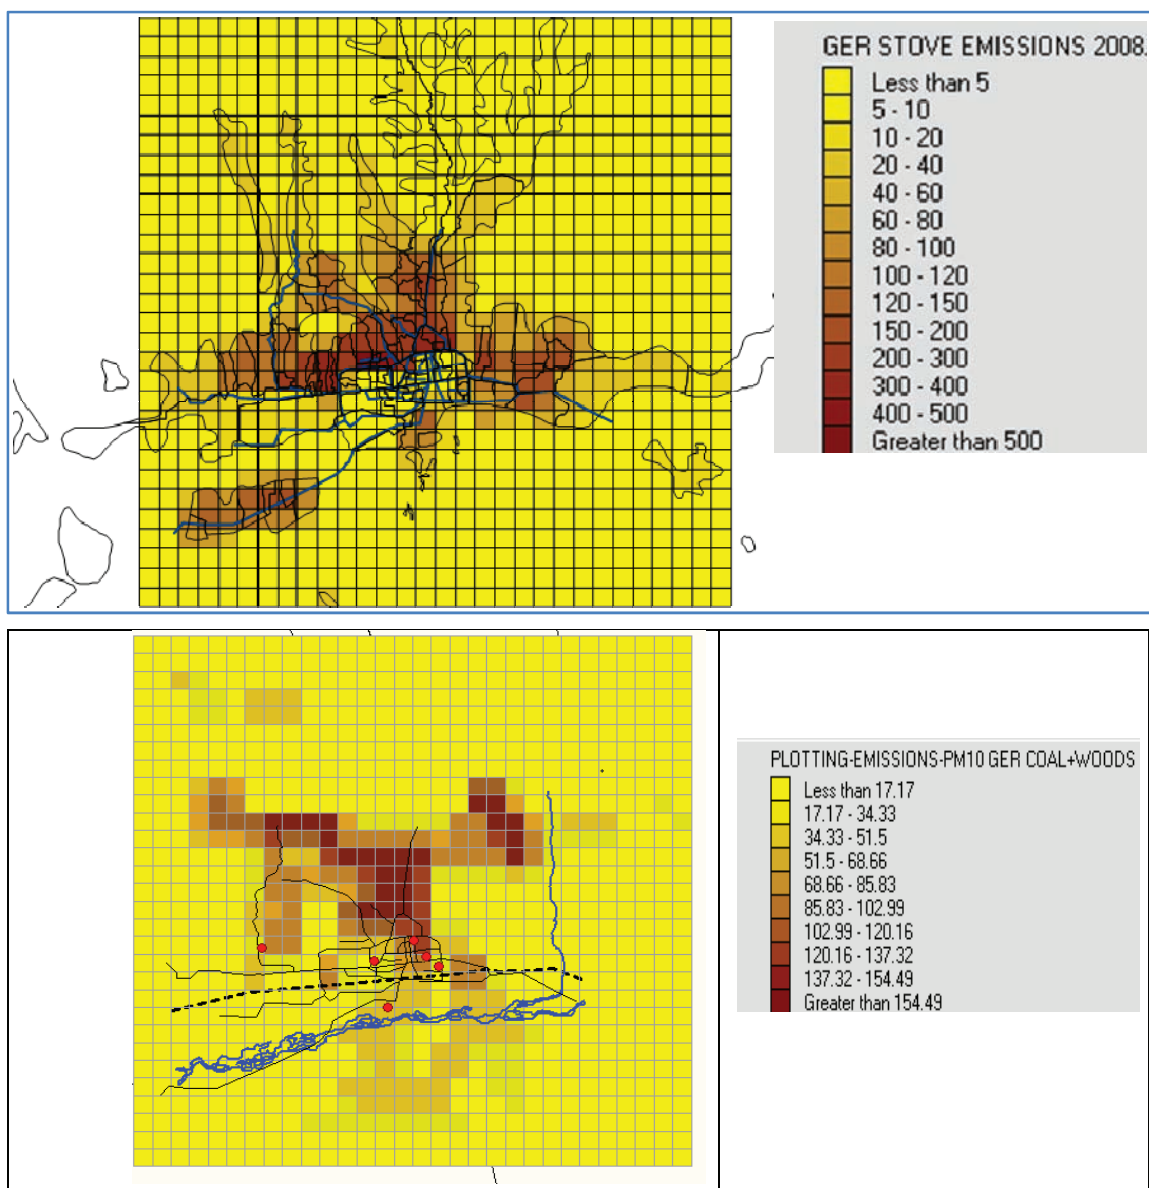 GER STOVE EMISSIONS 2008.
Less than 5
5 - 10
10 - 20
20 - 40
40 - 60
60 - 80
80 - 100
100 - 120
120 - 150
150 - 200
200 - 300
300 - 400
400 - 500
Greater than 500
PLOTTING-EMISSIONS-PM10 GER COAL+WOODS
Less than 17.17
17.17 - 34.33
34.33 - 51.5
51.5 - 68.66
68.66 - 85.83
85.83 - 102.99
102.99 - 120.16
120.16 - 137.32
137.32 - 154.49
Greater than 154.49